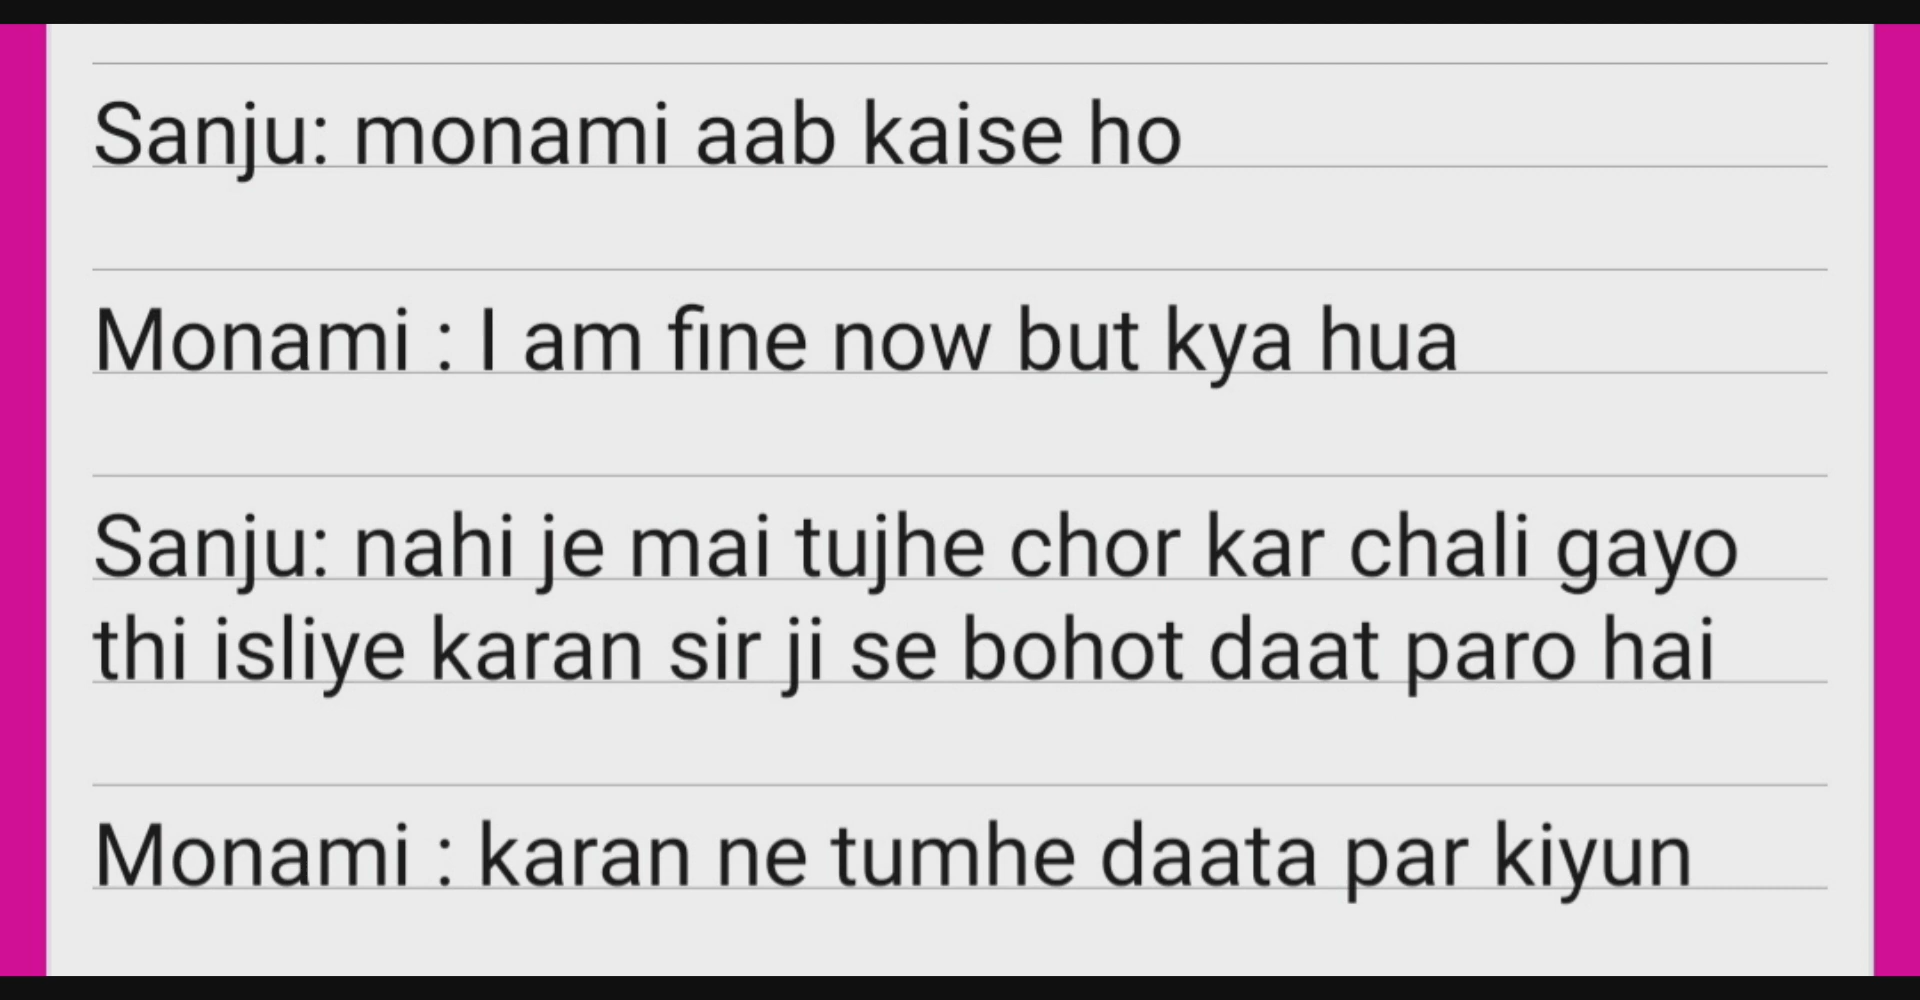 Sanju: monami aab kaise ho
Monami : I am fine now but kya hua
Sanju: nahi je mai tujhe chor kar chali gayo
thi isliye karan sir ji se bohot daat paro hai
Monami : karan ne tumhe daata par kiyun